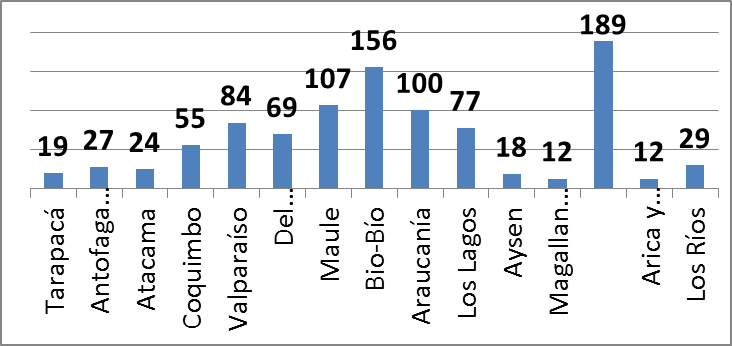 19
27
24
55
84
69
107
156
100
77
18
12
189
12
29
Tarapacá
Antofaga...
Atacama
Coquimbo
Valparaíso
Del...
Maule
Bio-Bío
Araucanía
Los Lagos
Aysen
Magallan...
Arica y...
Los Ríos